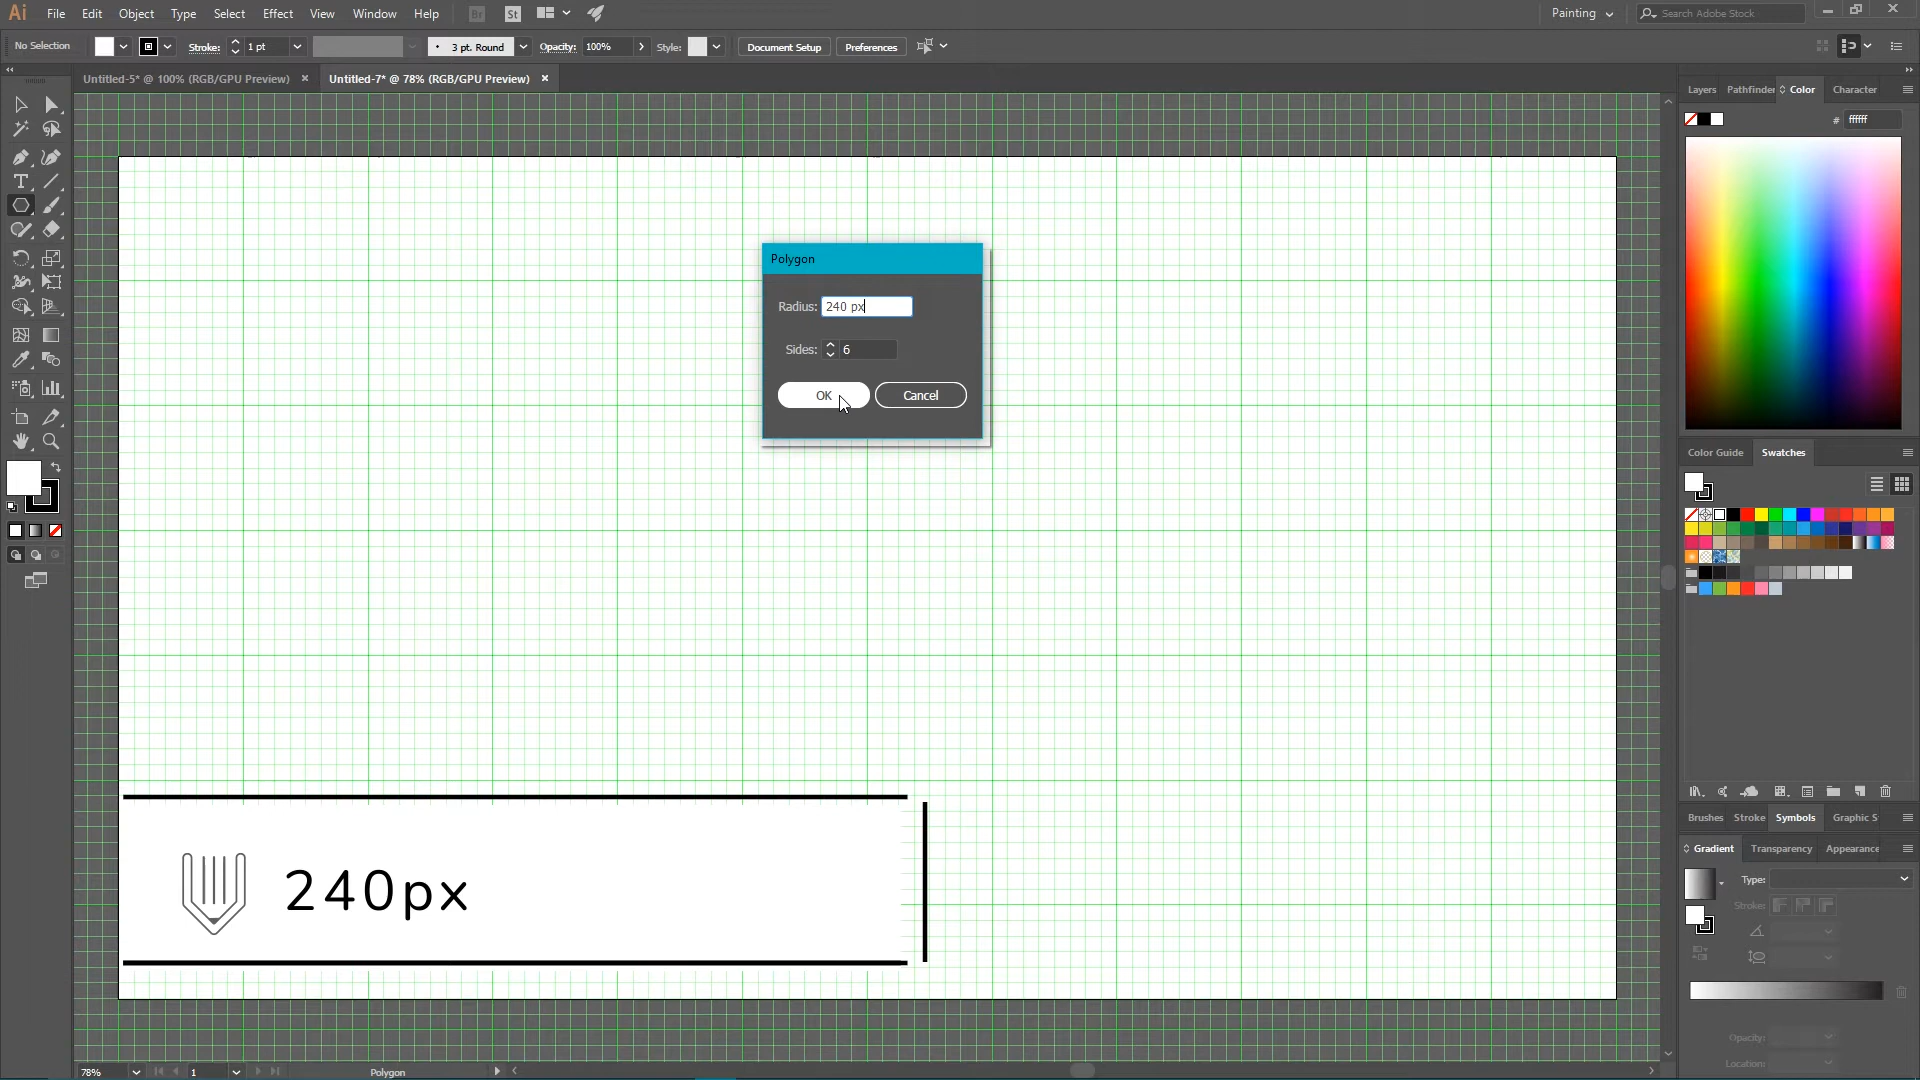 Ai File Edit Object Type Select Effect View Window Help Br St Painting Search Adobe Stock
No Selection Stroke: 1 pt 3 pt. Round Opacity: 100% Style: Document Setup Preferences
Untitled-5* @ 100% (RGB/GPU Preview) × Untitled-7* @ 78% (RGB/GPU Preview) ×
Layers Pathfinder Color Character
# ffffff
Polygon
Radius: 240 px
Sides: 6
OK Cancel
Color Guide Swatches
Brushes Stroke Symbols Graphic S
Gradient Transparency Appearance
Type:
Stroke:
240px
Opacity:
Location:
78% 1 Polygon